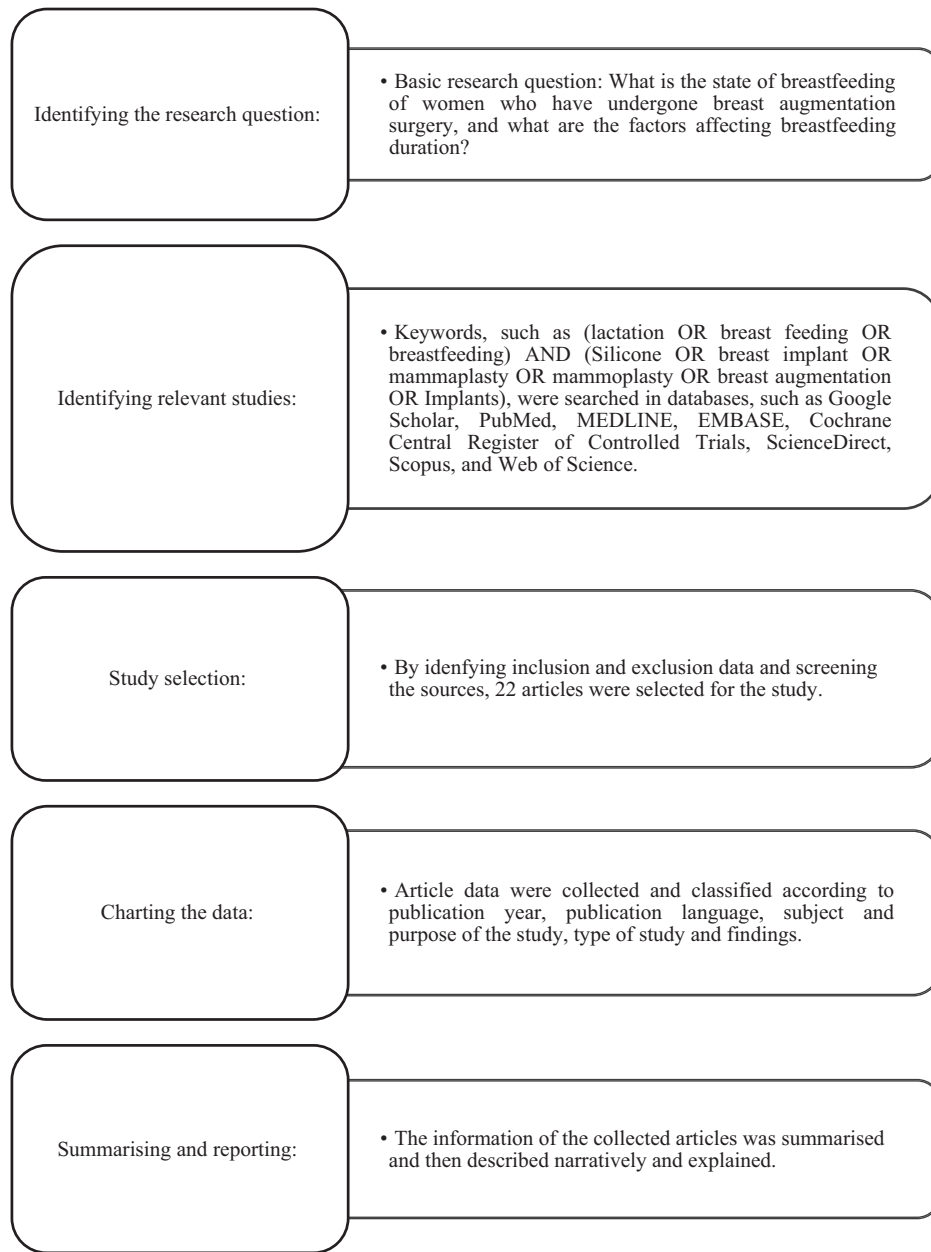 Identifying the research question:
• Basic research question: What is the state of breastfeeding
of women who have undergone breast augmentation
surgery, and what are the factors affecting breastfeeding
duration?
Identifying relevant studies:
• Keywords, such as (lactation OR breast feeding OR
breastfeeding) AND (Silicone OR breast implant OR
mammaplasty OR mammoplasty OR breast augmentation
OR Implants), were searched in databases, such as Google
Scholar, PubMed, MEDLINE, EMBASE, Cochrane
Central Register of Controlled Trials, ScienceDirect,
Scopus, and Web of Science.
Study selection:
• By idenfying inclusion and exclusion data and screening
the sources, 22 articles were selected for the study.
Charting the data:
• Article data were collected and classified according to
publication year, publication language, subject and
purpose of the study, type of study and findings.
Summarising and reporting:
• The information of the collected articles was summarised
and then described narratively and explained.